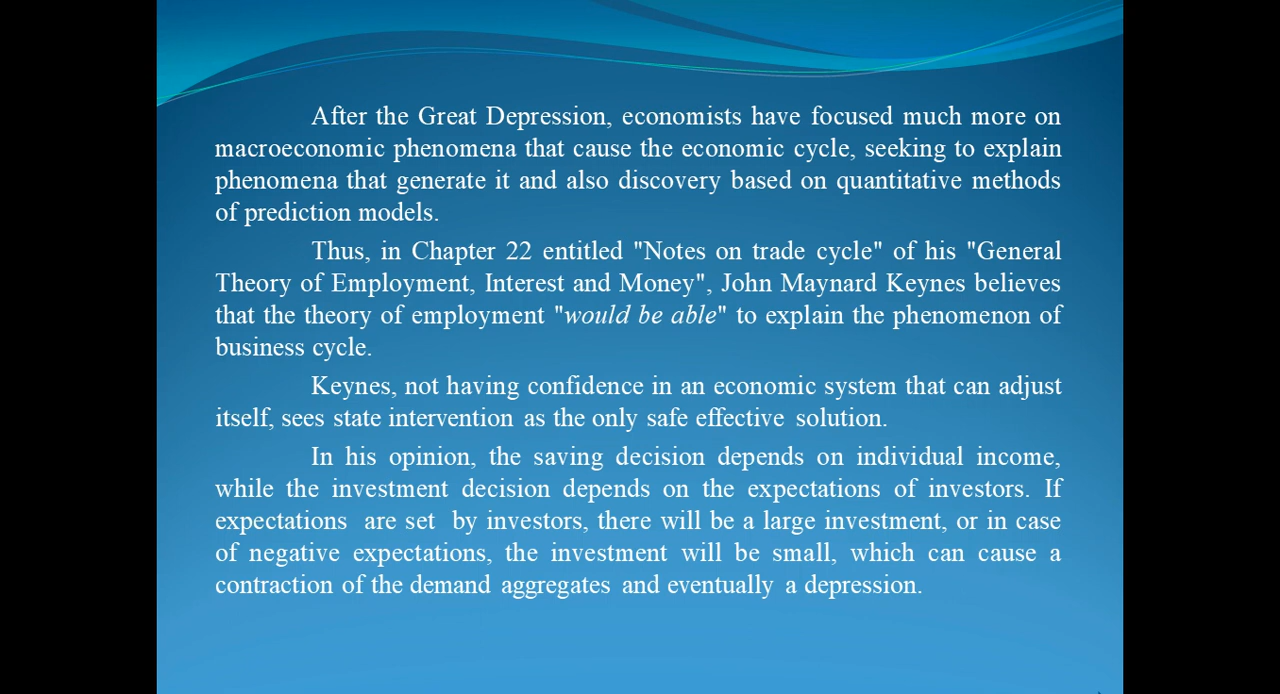 After the Great Depression, economists have focused much more on
macroeconomic phenomena that cause the economic cycle, seeking to explain
phenomena that generate it and also discovery based on quantitative methods
of prediction models.
Thus, in Chapter 22 entitled "Notes on trade cycle" of his "General
Theory of Employment, Interest and Money", John Maynard Keynes believes
that the theory of employment "would be able" to explain the phenomenon of
business cycle.
Keynes, not having confidence in an economic system that can adjust
itself, sees state intervention as the only safe effective solution.
In his opinion, the saving decision depends on individual income,
while the investment decision depends on the expectations of investors. If
expectations are set by investors, there will be a large investment, or in case
of negative expectations, the investment will be small, which can cause a
contraction of the demand aggregates and eventually a depression.